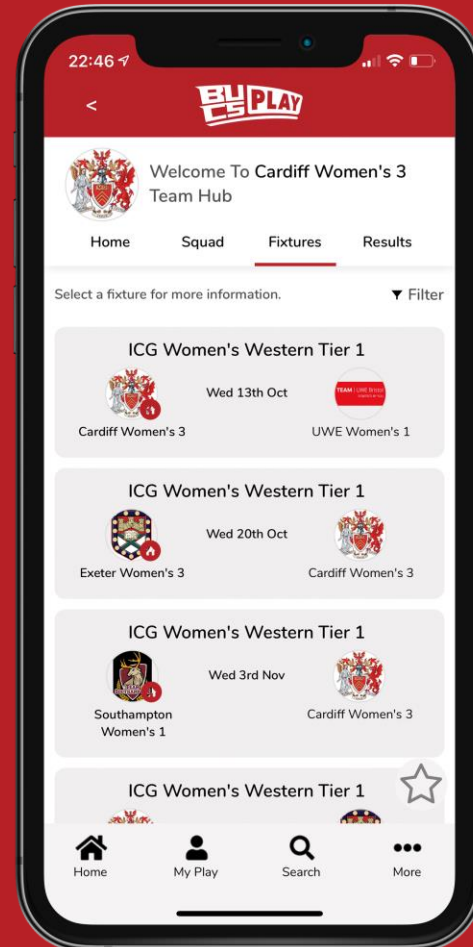 22:46
<
BUCS PLAY
Welcome To Cardiff Women's 3
Team Hub
Home Squad Fixtures Results
Select a fixture for more information. Filter
ICG Women's Western Tier 1
Wed 13th Oct
TEAM UWE Bristol
Cardiff Women's 3 UWE Women's 1
ICG Women's Western Tier 1
Wed 20th Oct
Exeter Women's 3 Cardiff Women's 3
ICG Women's Western Tier 1
Wed 3rd Nov
Southampton
Women's 1
Cardiff Women's 3
ICG Women's Western Tier 1
Home My Play Search More